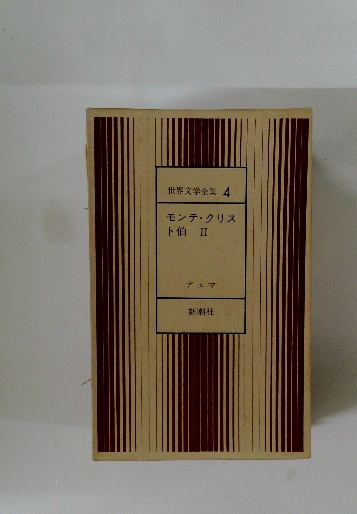 世界文学全集 4
モンテ・クリス
ト伯 II
デュマ
新潮社